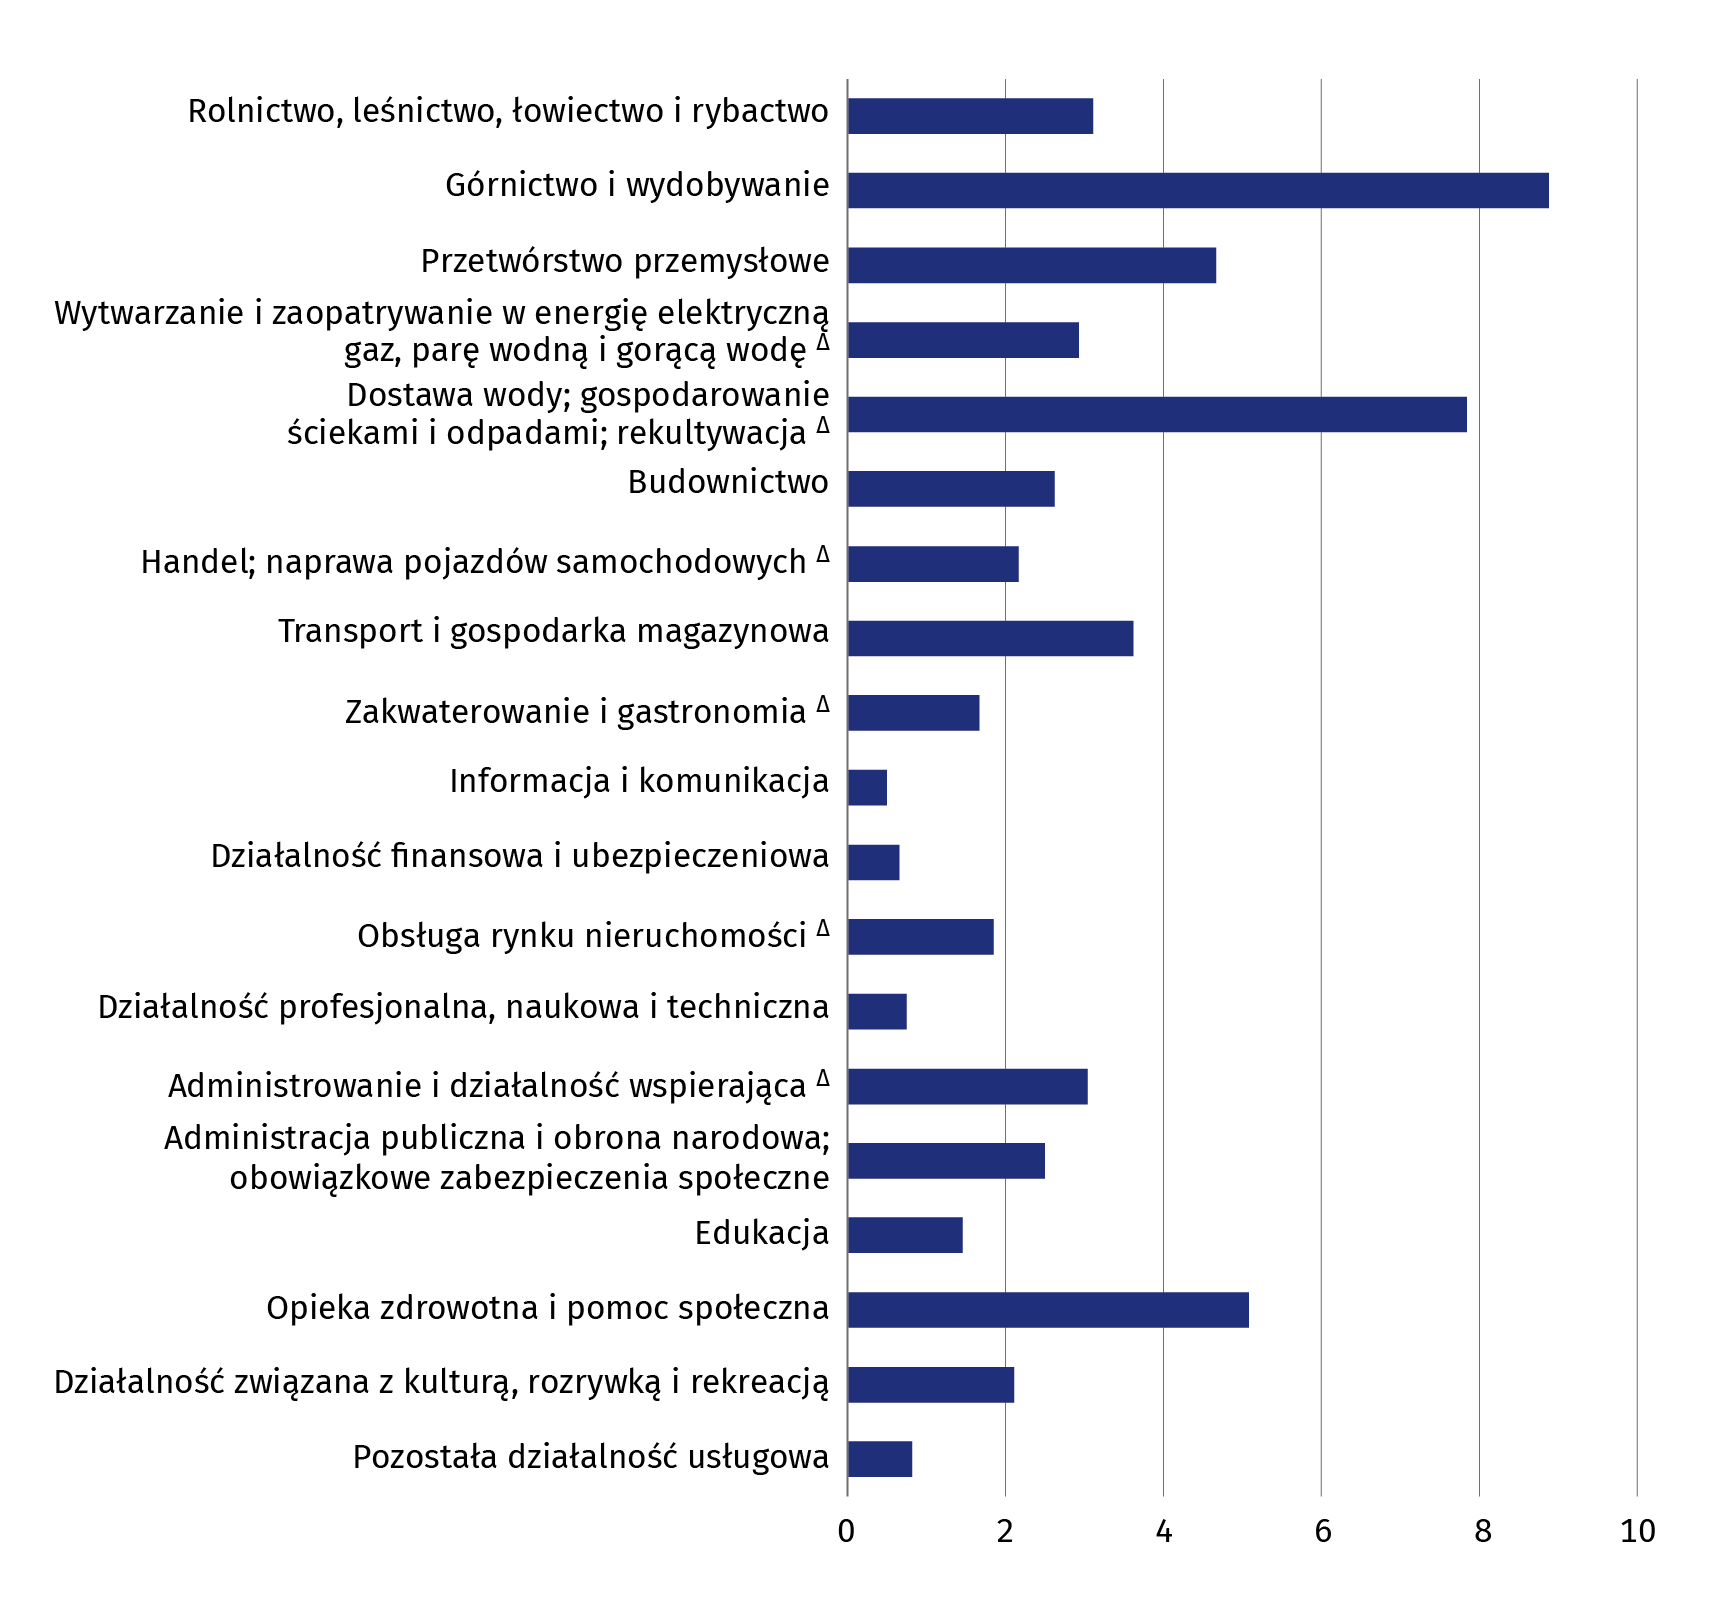 Rolnictwo, leśnictwo, łowiectwo i rybactwo
Górnictwo i wydobywanie
Przetwórstwo przemysłowe
Wytwarzanie i zaopatrywanie w energię elektryczną
gaz, parę wodną i gorącą wodę Δ
Dostawa wody; gospodarowanie
ściekami i odpadami; rekultywacja Δ
Budownictwo
Handel; naprawa pojazdów samochodowych Δ
Transport i gospodarka magazynowa
Zakwaterowanie i gastronomia Δ
Informacja i komunikacja
Działalność finansowa i ubezpieczeniowa
Obsługa rynku nieruchomości Δ
Działalność profesjonalna, naukowa i techniczna
Administrowanie i działalność wspierająca Δ
Administracja publiczna i obrona narodowa;
obowiązkowe zabezpieczenia społeczne
Edukacja
Opieka zdrowotna i pomoc społeczna
Działalność związana z kulturą, rozrywką i rekreacją
Pozostała działalność usługowa
0 2 4 6 8 10